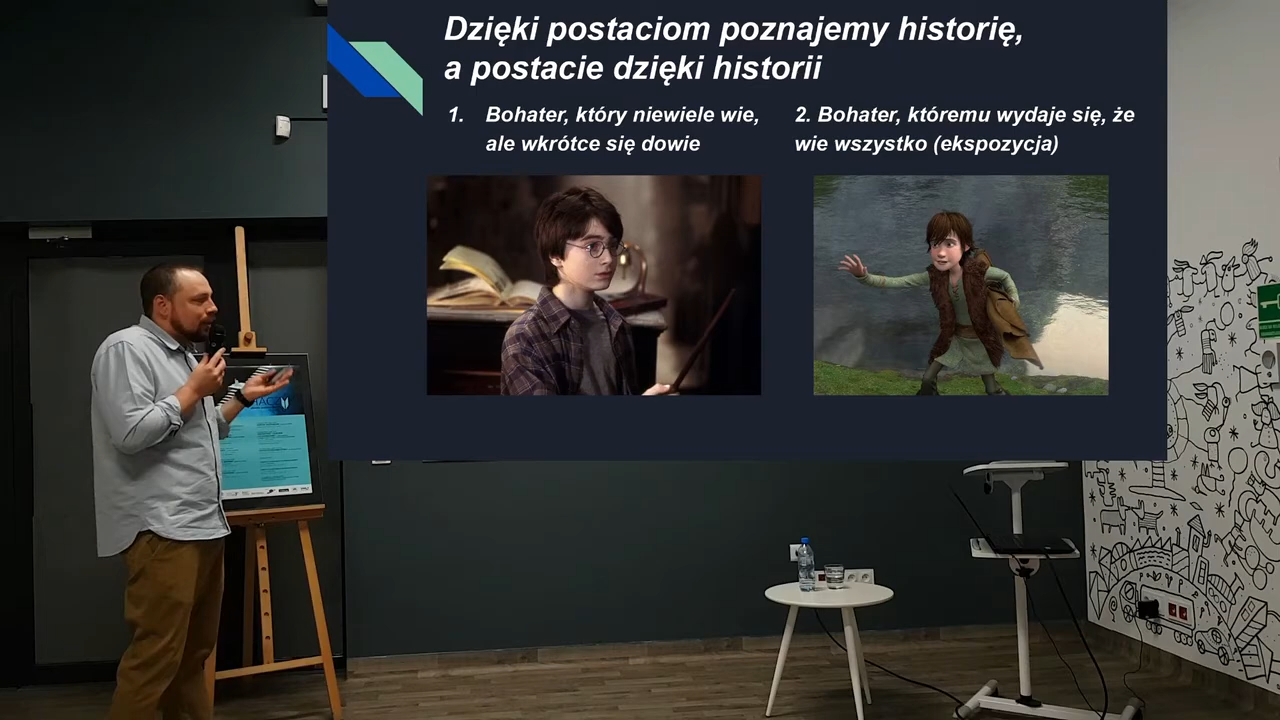 Dzięki postaciom poznajemy historię,
a postacie dzięki historii
1. Bohater, który niewiele wie,
ale wkrótce się dowie
2. Bohater, któremu wydaje się, że
wie wszystko (ekspozycja)